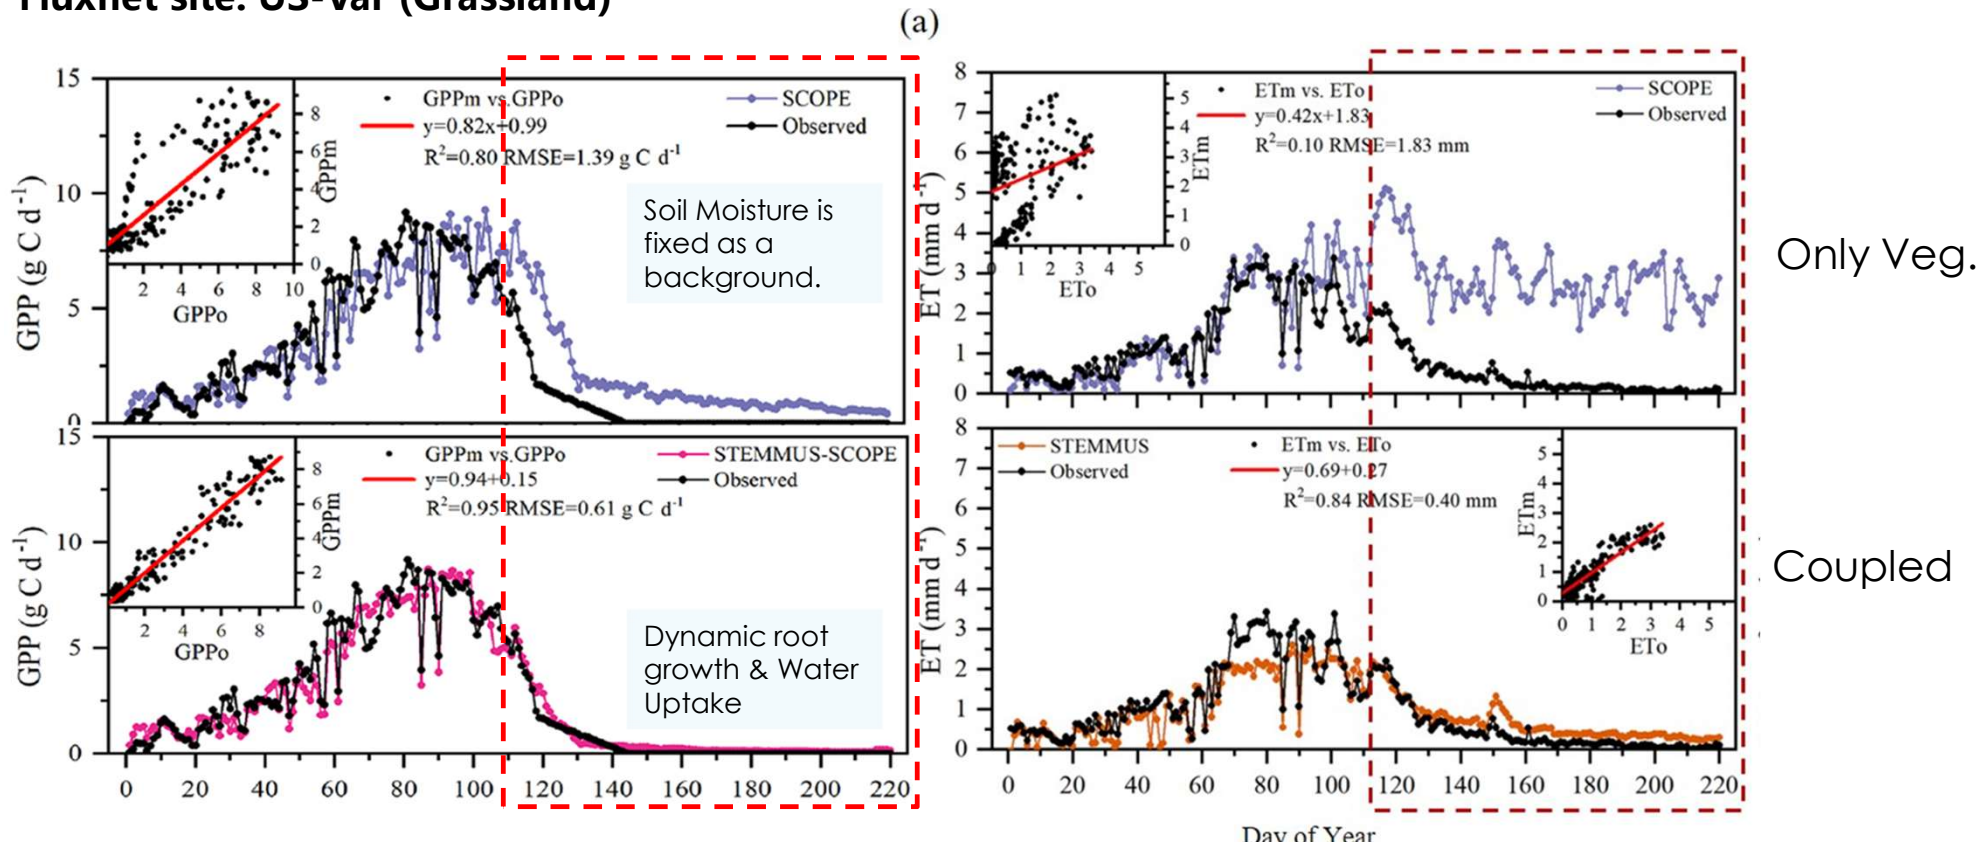 Fluxnet site: US-Var (Grassland)
(a)
15
10
5
0
GPP (g C d⁻¹)
GPPm vs.GPPo
y=0.82x+0.99
R²=0.80 RMSE=1.39 g C d⁻¹
SCOPE
Observed
8
6
4
2
0
GPPm
2 4 6 8 10
GPPo
Soil Moisture is
fixed as a
background.
8
7
6
5
4
3
2
1
0
ET (mm d⁻¹)
ETm vs. ETo
y=0.42x+1.83
R²=0.10 RMSE=1.83 mm
SCOPE
Observed
5
4
3
2
1
0
ETm
0 1 2 3 4 5
ETo
Only Veg.
15
10
5
0
GPP (g C d⁻¹)
GPPm vs.GPPo
y=0.94+0.15
R²=0.95 RMSE=0.61 g C d⁻¹
STEMMUS-SCOPE
Observed
8
6
4
2
0
GPPm
2 4 6 8
GPPo
Dynamic root
growth & Water
Uptake
0 20 40 60 80 100 120 140 160 180 200 220
8
7
6
5
4
3
2
1
0
ET (mm d⁻¹)
STEMMUS
Observed
ETm vs. ETo
y=0.69+0.27
R²=0.84 RMSE=0.40 mm
5
4
3
2
1
0
ETm
0 1 2 3 4 5
ETo
Coupled
0 20 40 60 80 100 120 140 160 180 200 220
Day of Year